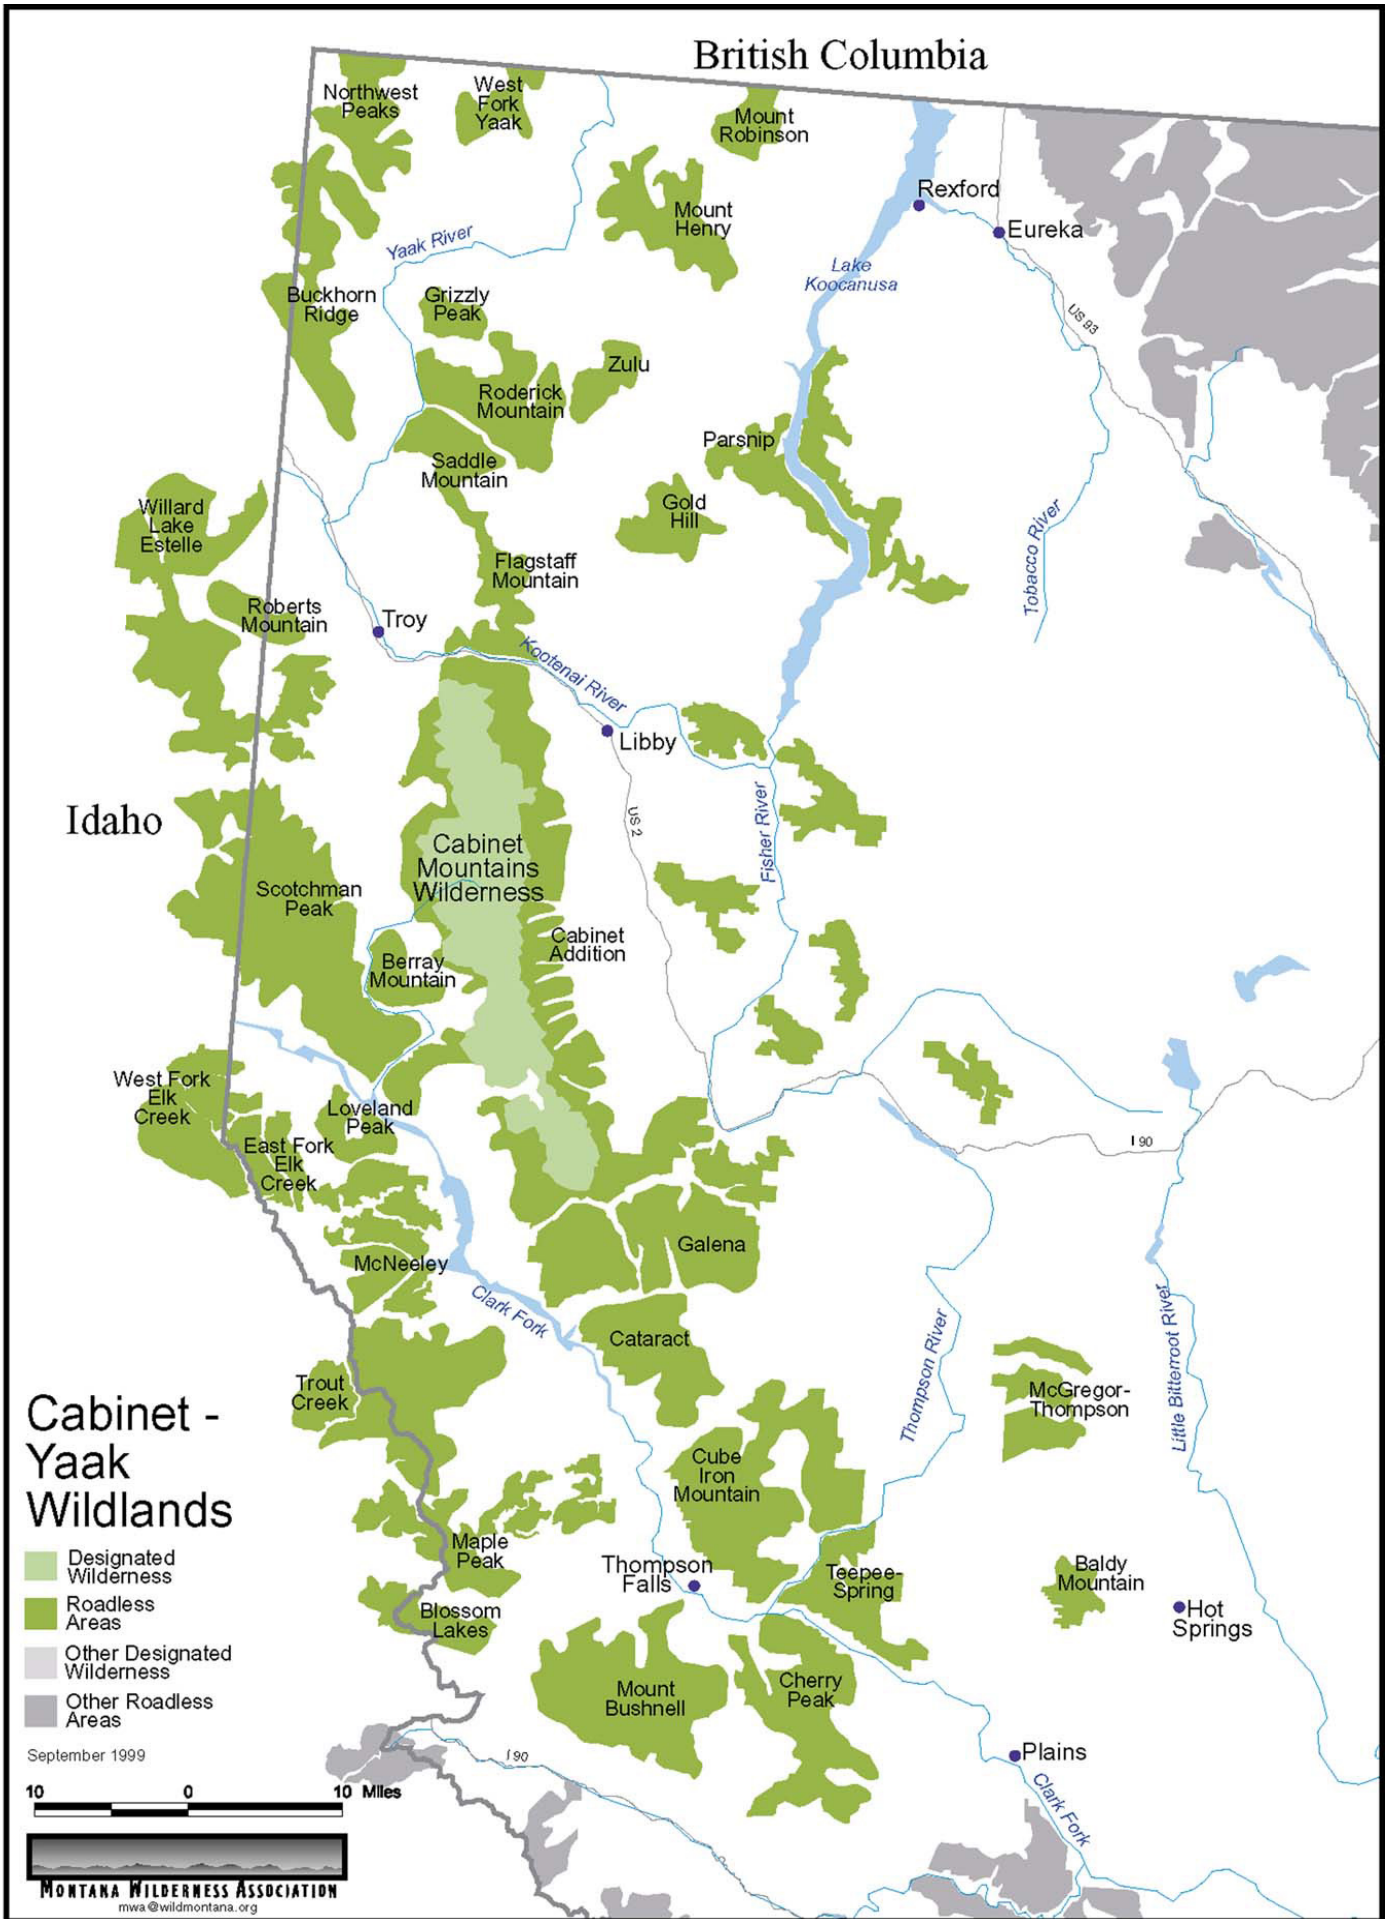 British Columbia
Northwest
Peaks
West
Fork
Yaak
Mount
Robinson
Rexford
Eureka
Mount
Henry
Yaak River
Lake
Koocanusa
US 93
Buckhorn
Ridge
Grizzly
Peak
Zulu
Roderick
Mountain
Parsnip
Saddle
Mountain
Gold
Hill
Willard
Lake
Estelle
Tobacco River
Flagstaff
Mountain
Roberts
Mountain
Troy
Kootenai River
Libby
Idaho
US 2
Fisher River
Cabinet
Mountains
Wilderness
Scotchman
Peak
Cabinet
Addition
Berray
Mountain
West Fork
Elk
Creek
Loveland
Peak
East Fork
Elk
Creek
I 90
Galena
McNeeley
Clark Fork
Cataract
Thompson River
Little Bitterroot River
Trout
Creek
McGregor-
Thompson
Cube
Iron
Mountain
Maple
Peak
Thompson
Falls
Teepee-
Spring
Baldy
Mountain
Hot
Springs
Blossom
Lakes
Mount
Bushnell
Cherry
Peak
Plains
Clark Fork
I 90
Cabinet -
Yaak
Wildlands
Designated
Wilderness
Roadless
Areas
Other Designated
Wilderness
Other Roadless
Areas
September 1999
10 0 10 Miles
MONTANA WILDERNESS ASSOCIATION
mwa@wildmontana.org